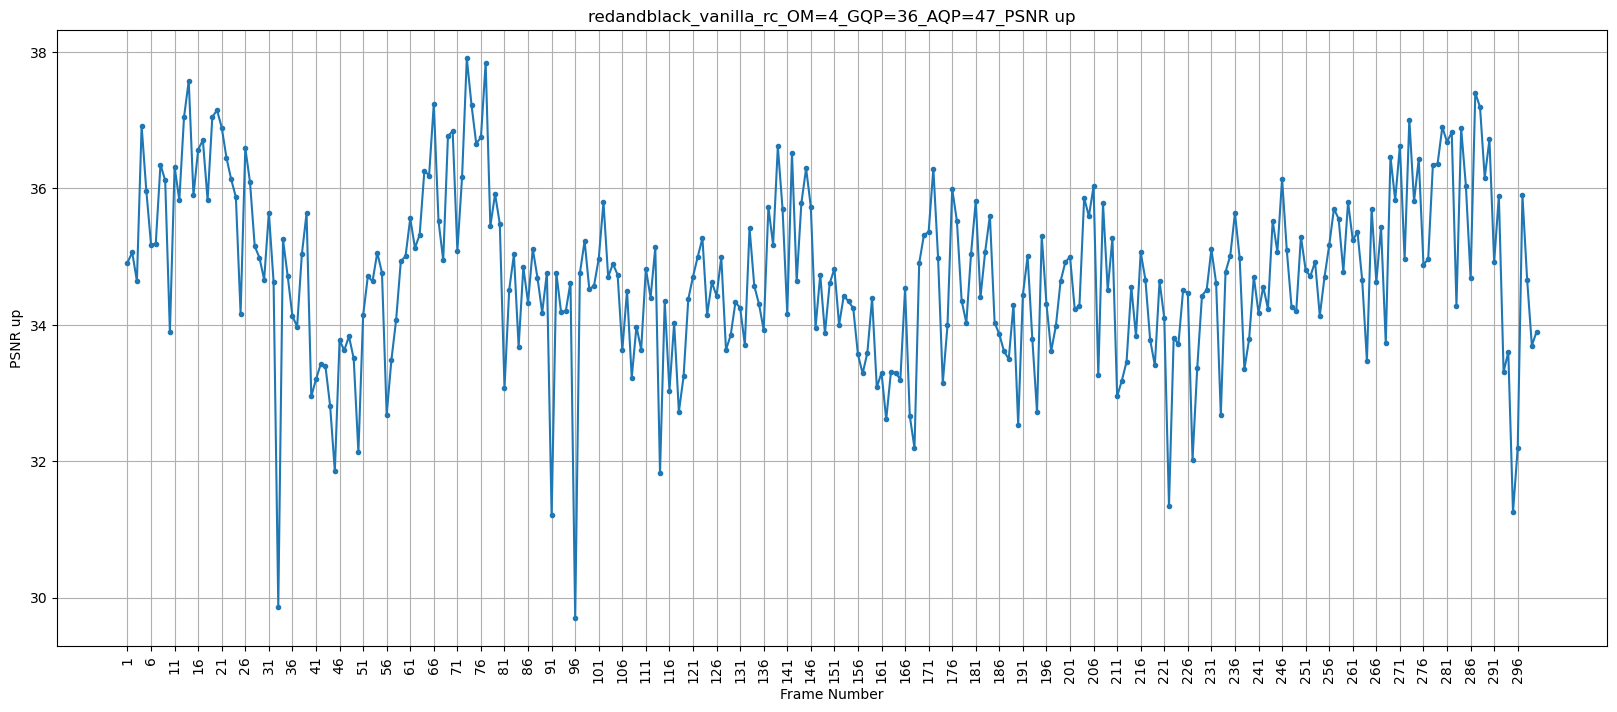 redandblack_vanilla_rc_OM=4_GQP=36_AQP=47_PSNR up
38
36
34
32
30
PSNR up
1 6 11 16 21 26 31 36 41 46 51 56 61 66 71 76 81 86 91 96 101 106 111 116 121 126 131 136 141 146 151 156 161 166 171 176 181 186 191 196 201 206 211 216 221 226 231 236 241 246 251 256 261 266 271 276 281 286 291 296
Frame Number